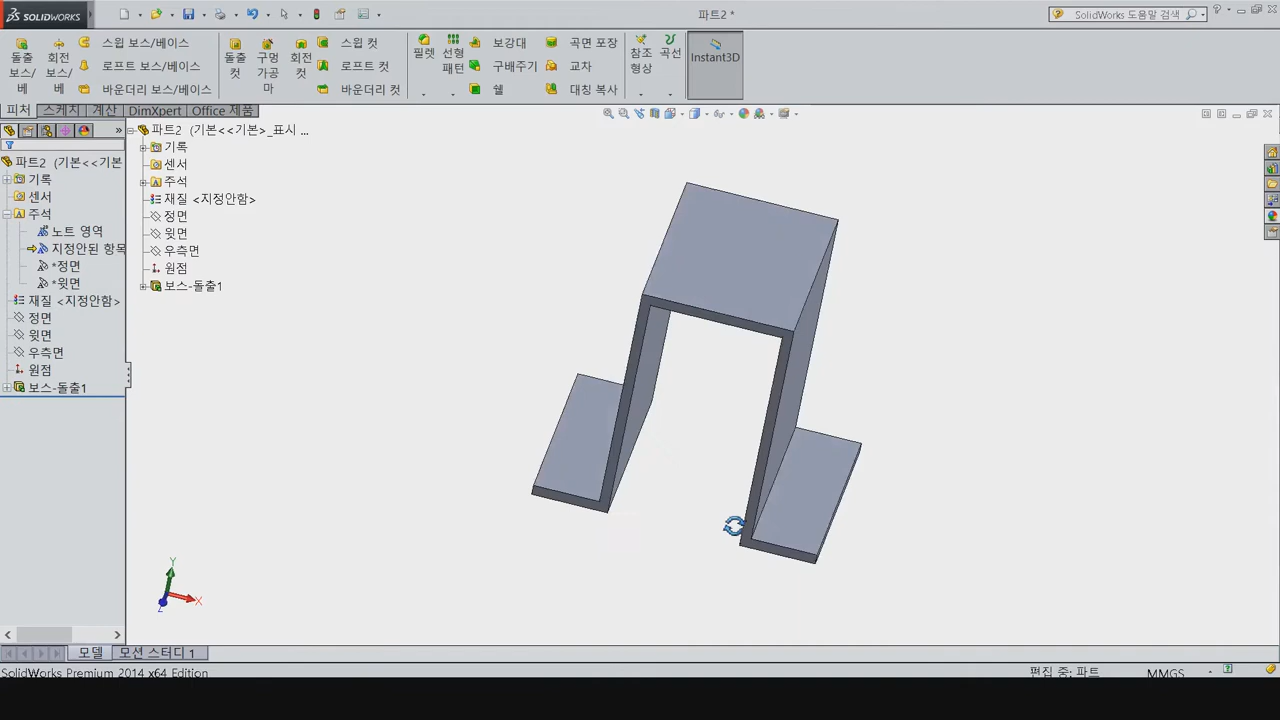 SOLIDWORKS
파트2 *
SolidWorks 도움말 검색
돌출 보스/베
회전 보스/베
스윕 보스/베이스
로프트 보스/베이스
바운더리 보스/베이스
돌출 컷
구멍 가공 마
회전 컷
스윕 컷
로프트 컷
바운더리 컷
필렛
선형 패턴
보강대
구배주기
쉘
곡면 포장
교차
대칭 복사
참조 형상
곡선
Instant3D
피처 스케치 계산 DimXpert Office 제품
»
파트2 (기본<<기본
기록
센서
주석
노트 영역
지정안된 항목
*정면
*윗면
재질 <지정안함>
정면
윗면
우측면
원점
보스-돌출1
파트2 (기본<<기본>_표시 ...
기록
센서
주석
재질 <지정안함>
정면
윗면
우측면
원점
보스-돌출1
Y
X
Z
모델 모션 스터디 1
SolidWorks Premium 2014 x64 Edition
편집 중: 파트
MMGS